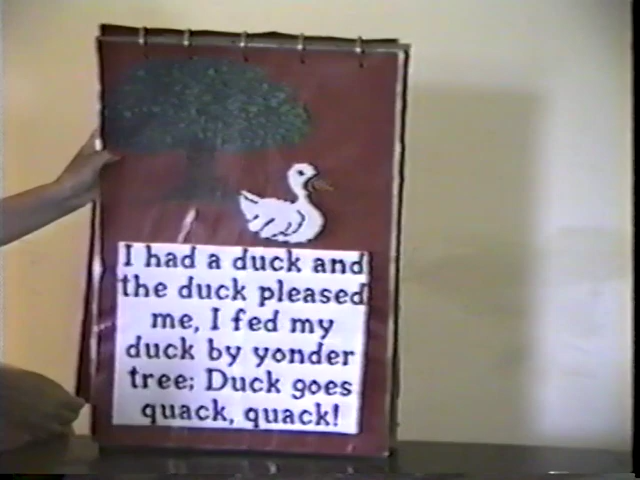 I had a duck and
the duck pleased
me, I fed my
duck by yonder
tree; Duck goes
quack, quack!